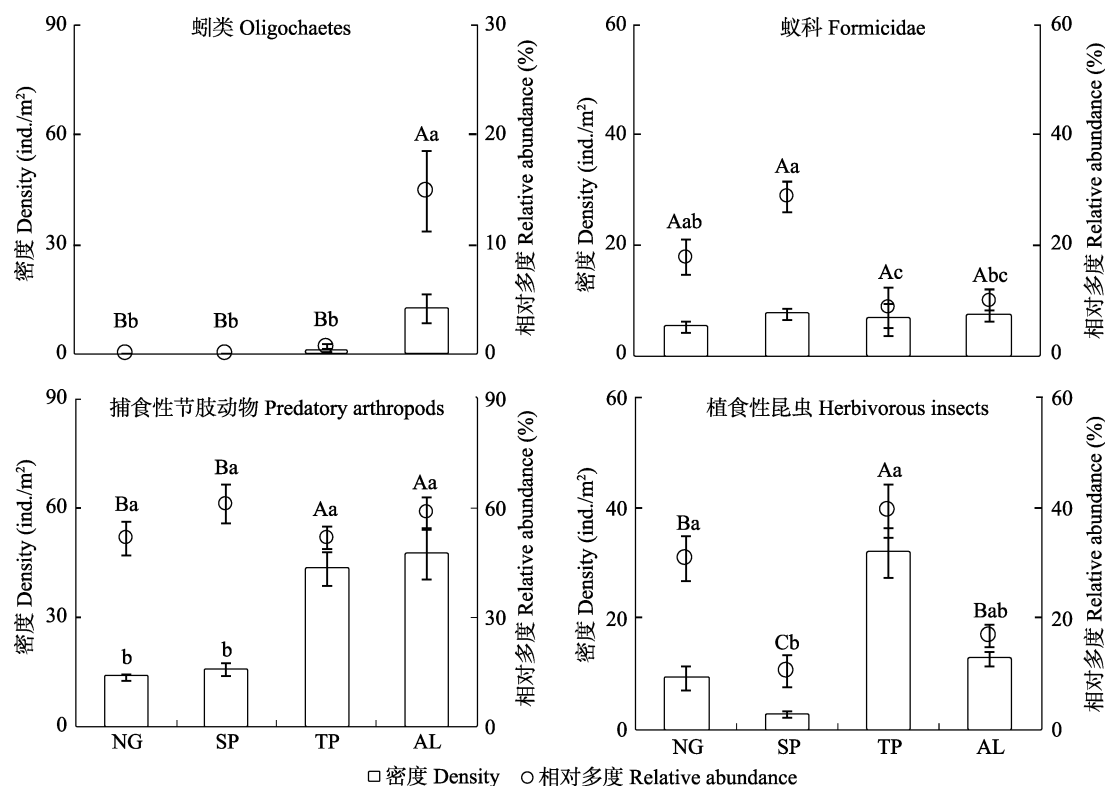 蚓类 Oligochaetes
密度 Density (ind./m²)
90
60
30
0
30
20
10
0
相对多度 Relative abundance (%)
Bb
Bb
Bb
Aa
蚁科 Formicidae
密度 Density (ind./m²)
60
40
20
0
60
40
20
0
相对多度 Relative abundance (%)
Aab
Aa
Ac
Abc
捕食性节肢动物 Predatory arthropods
密度 Density (ind./m²)
90
60
30
0
90
60
30
0
相对多度 Relative abundance (%)
Ba
Ba
Aa
Aa
b
b
NG SP TP AL
植食性昆虫 Herbivorous insects
密度 Density (ind./m²)
60
40
20
0
60
40
20
0
相对多度 Relative abundance (%)
Ba
Cb
Aa
Bab
NG SP TP AL
密度 Density 相对多度 Relative abundance